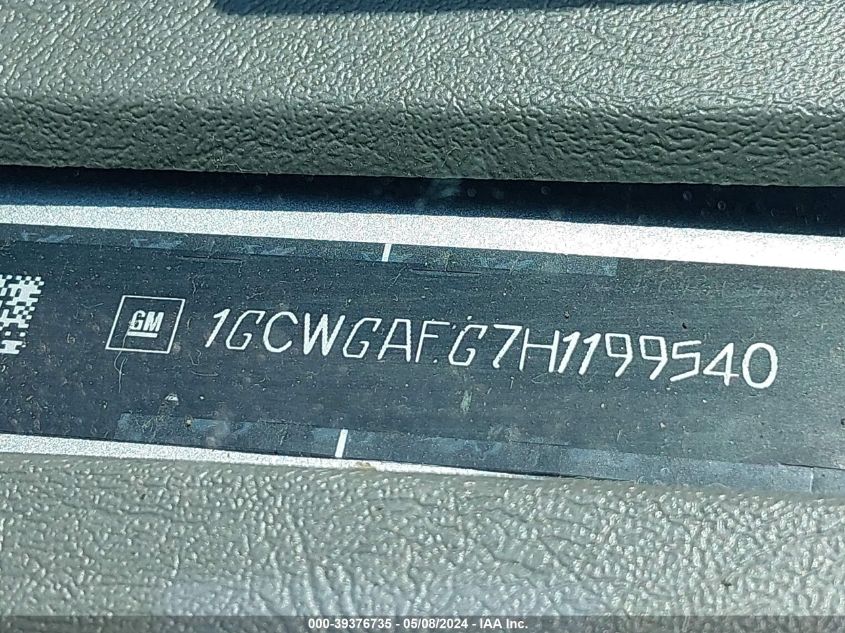 GM 1GCWGAFG7H1199540
000-39376735 - 05/08/2024 - IAA Inc.